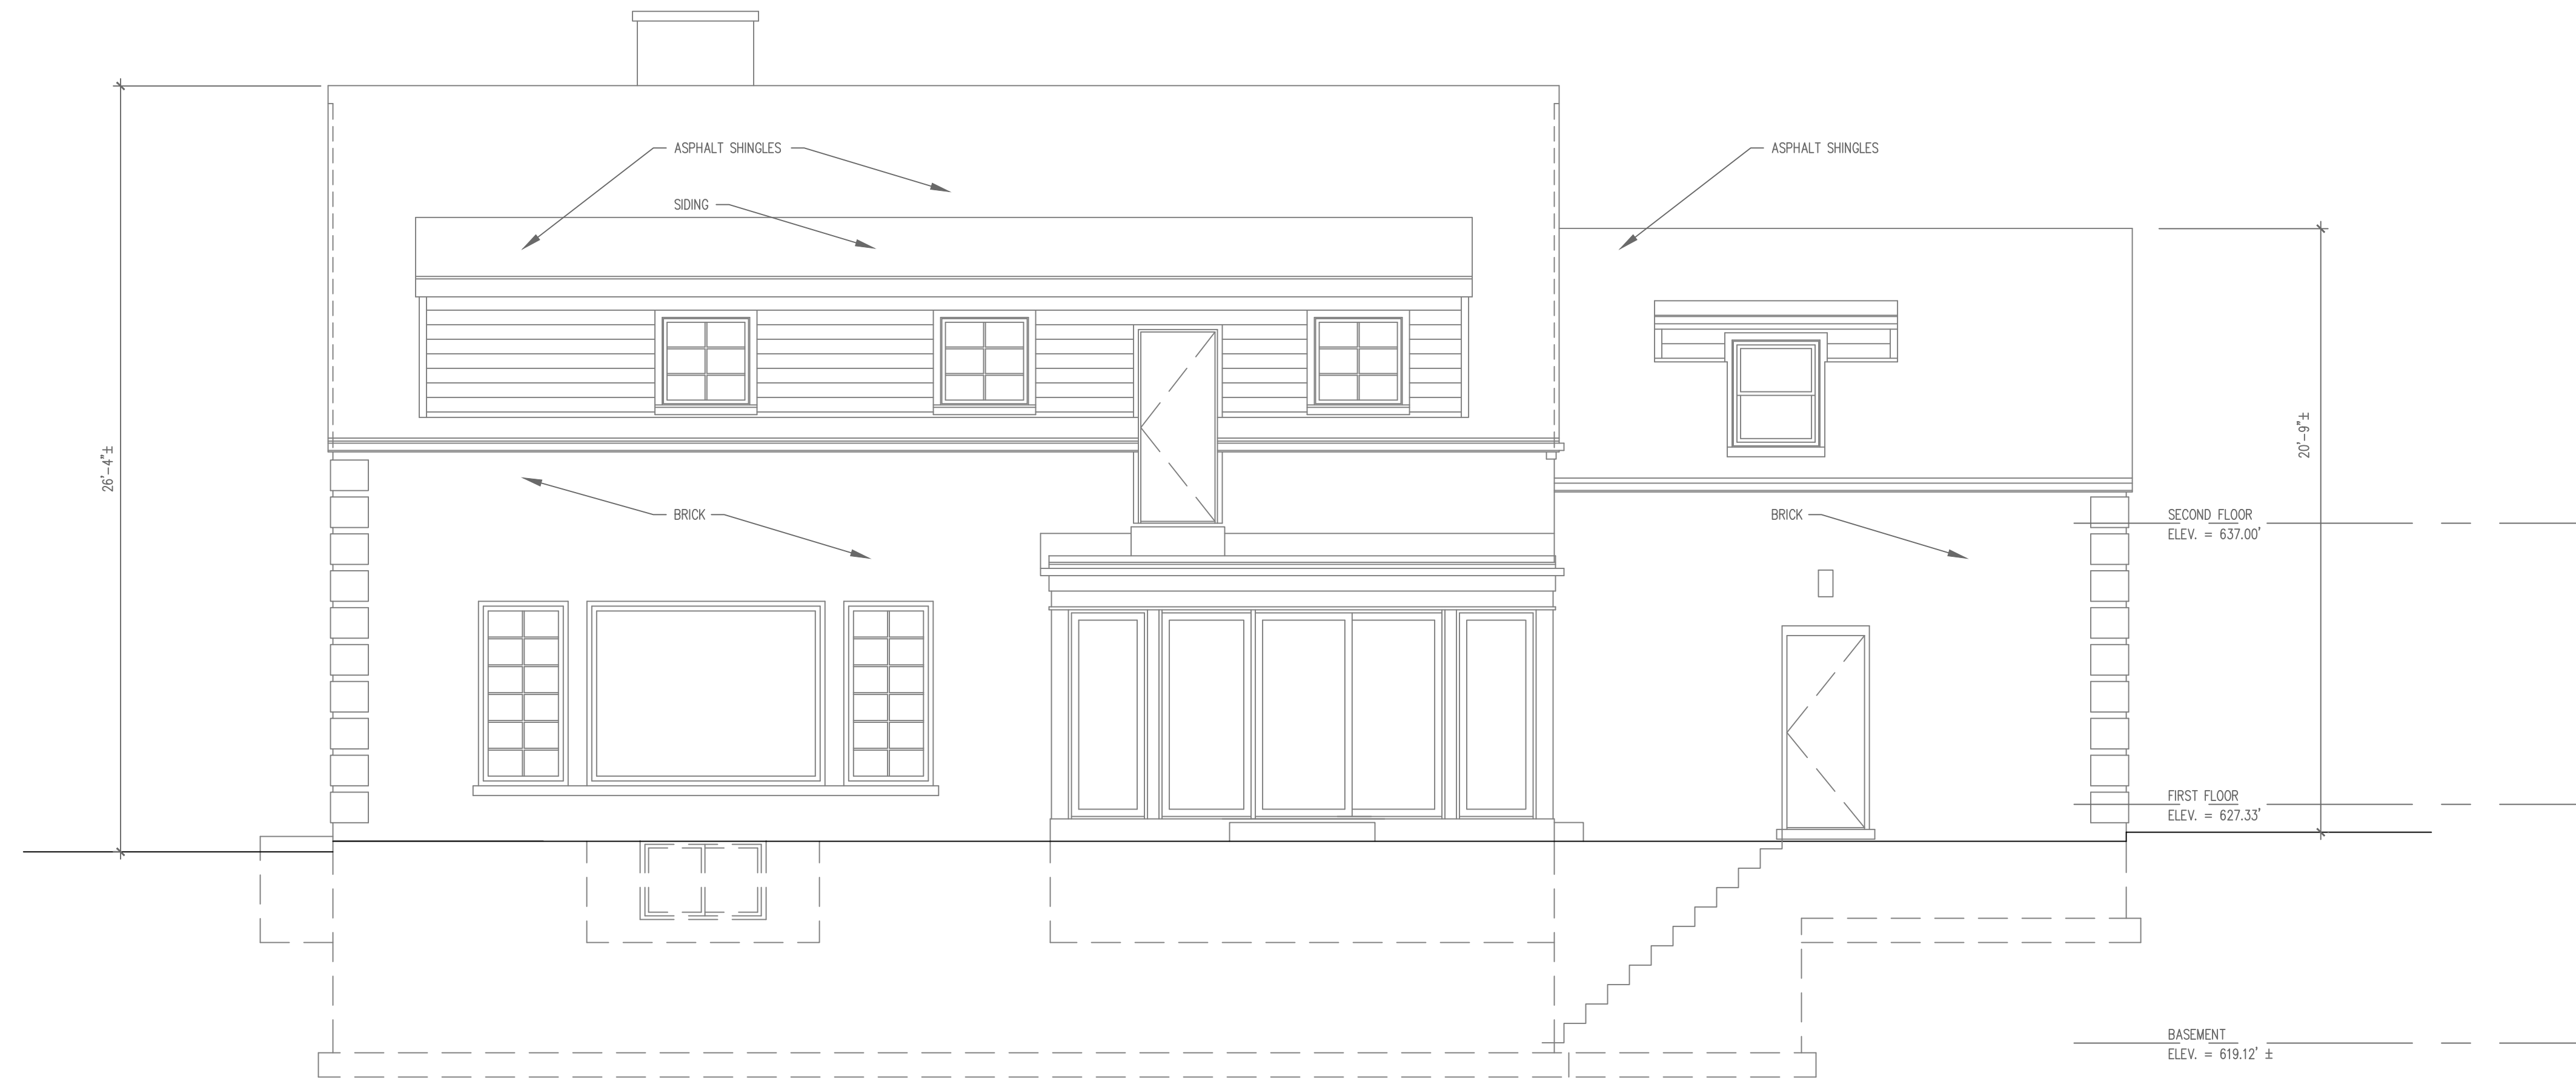 ASPHALT SHINGLES
ASPHALT SHINGLES
SIDING
26'-4"±
20'-9"±
BRICK
BRICK
SECOND FLOOR
ELEV. = 637.00'
FIRST FLOOR
ELEV. = 627.33'
BASEMENT
ELEV. = 619.12' ±